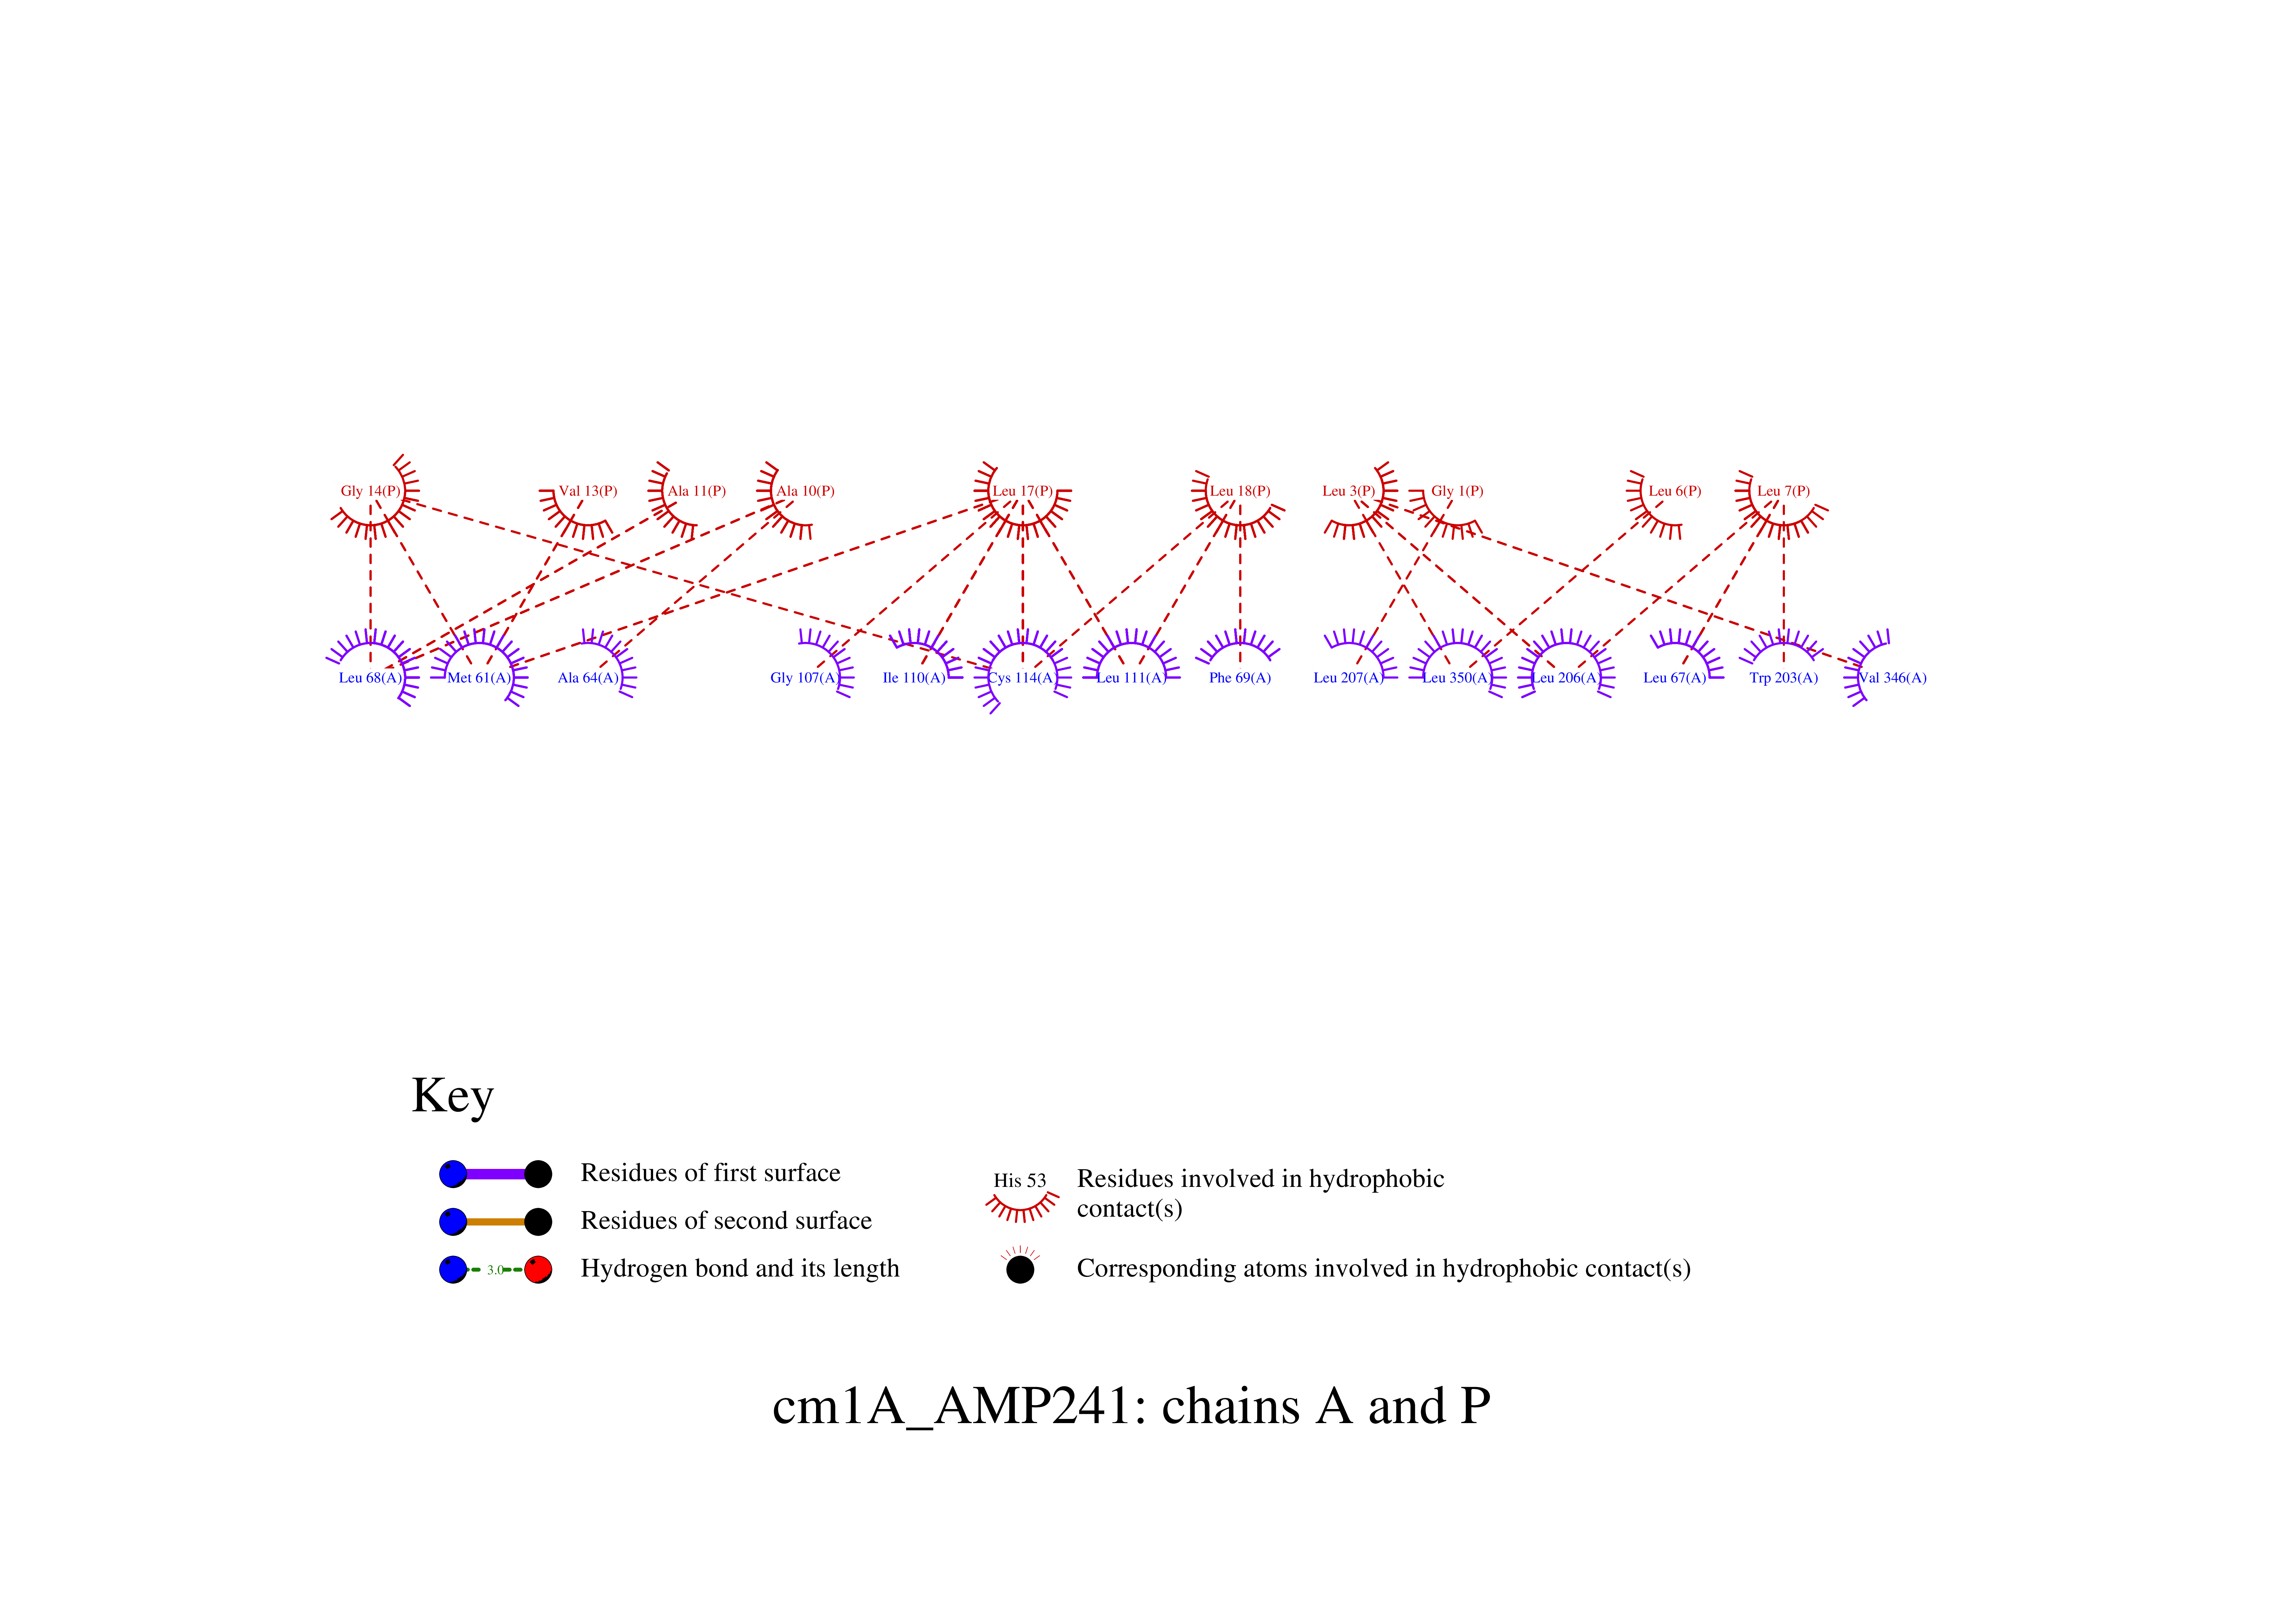 Gly 14(P) Val 13(P) Ala 11(P) Ala 10(P) Leu 17(P) Leu 18(P) Leu 3(P) Gly 1(P) Leu 6(P) Leu 7(P)
Leu 68(A) Met 61(A) Ala 64(A) Gly 107(A) Ile 110(A) Cys 114(A) Leu 111(A) Phe 69(A) Leu 207(A) Leu 350(A) Leu 206(A) Leu 67(A) Trp 203(A) Val 346(A)
Key
Residues of first surface
Residues of second surface
3.0 Hydrogen bond and its length
His 53 Residues involved in hydrophobic
contact(s)
Corresponding atoms involved in hydrophobic contact(s)
cm1A_AMP241: chains A and P